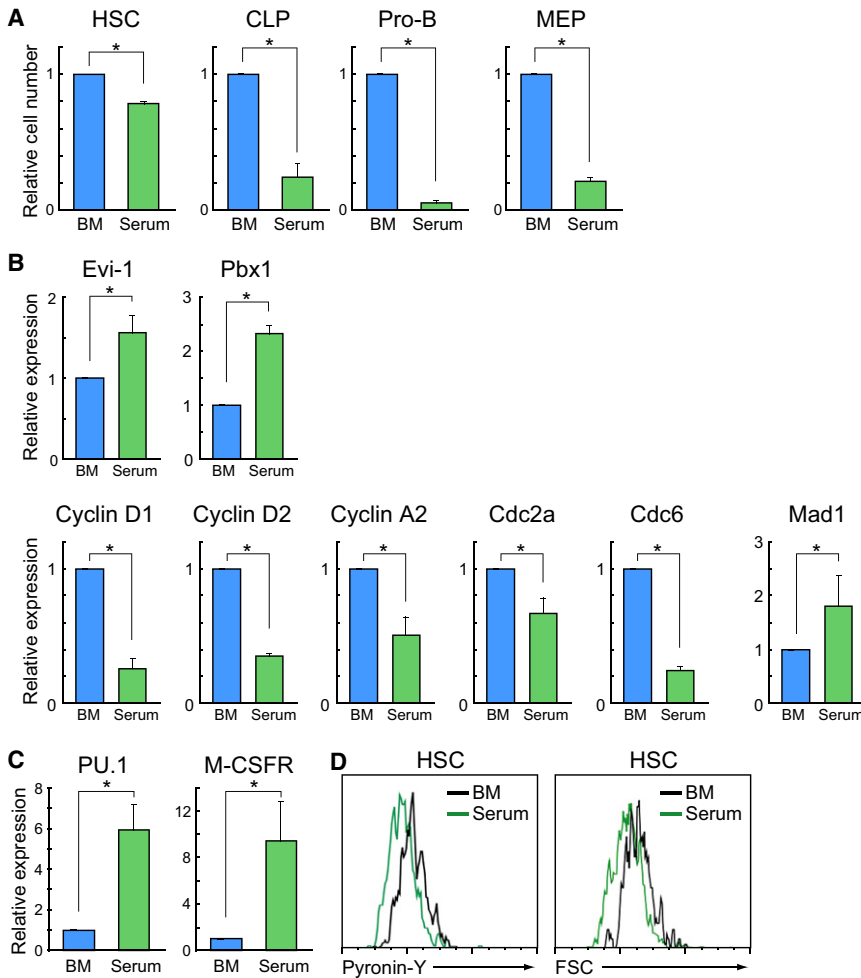 A
HSC CLP Pro-B MEP
Relative cell number
1 0 * BM Serum
1 0 * BM Serum
1 0 * BM Serum
1 0 * BM Serum
B
Evi-1 Pbx1
Relative expression
2 1 0 * BM Serum
3 2 1 0 * BM Serum
Cyclin D1 Cyclin D2 Cyclin A2 Cdc2a Cdc6 Mad1
Relative expression
1 0 * BM Serum
1 0 * BM Serum
1 0 * BM Serum
1 0 * BM Serum
1 0 * BM Serum
3 2 1 0 * BM Serum
C
PU.1 M-CSFR
Relative expression
8 6 4 2 0 * BM Serum
12 8 4 0 * BM Serum
D
HSC HSC
BM
Serum
Pyronin-Y
BM
Serum
FSC